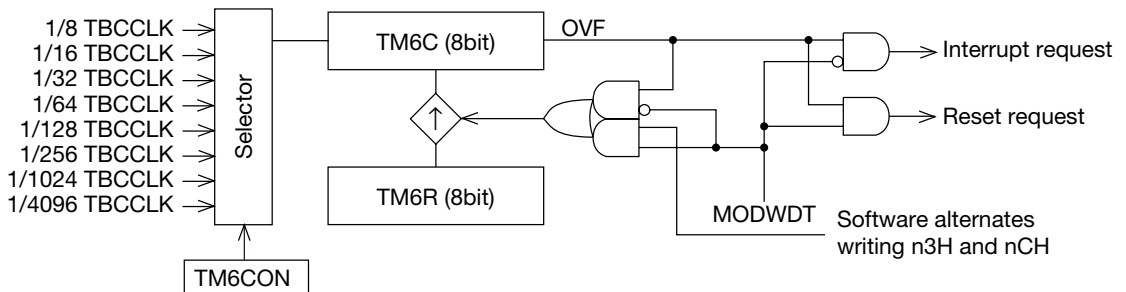 1/8 TBCCLK
1/16 TBCCLK
1/32 TBCCLK
1/64 TBCCLK
1/128 TBCCLK
1/256 TBCCLK
1/1024 TBCCLK
1/4096 TBCCLK
Selector
TM6CON
TM6C (8bit)
OVF
↑
TM6R (8bit)
Interrupt request
Reset request
MODWDT
Software alternates
writing n3H and nCH